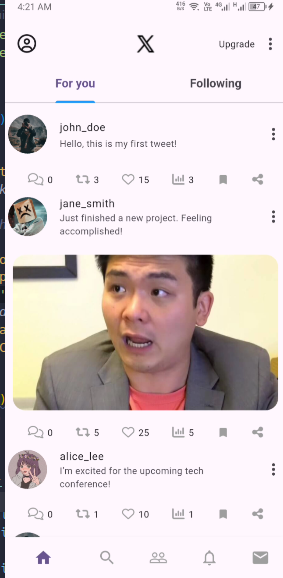 4:21 AM
Upgrade
For you Following
john_doe
Hello, this is my first tweet!
0 3 15 3
jane_smith
Just finished a new project. Feeling
accomplished!
0 5 25 5
alice_lee
I'm excited for the upcoming tech
conference!
0 1 10 1